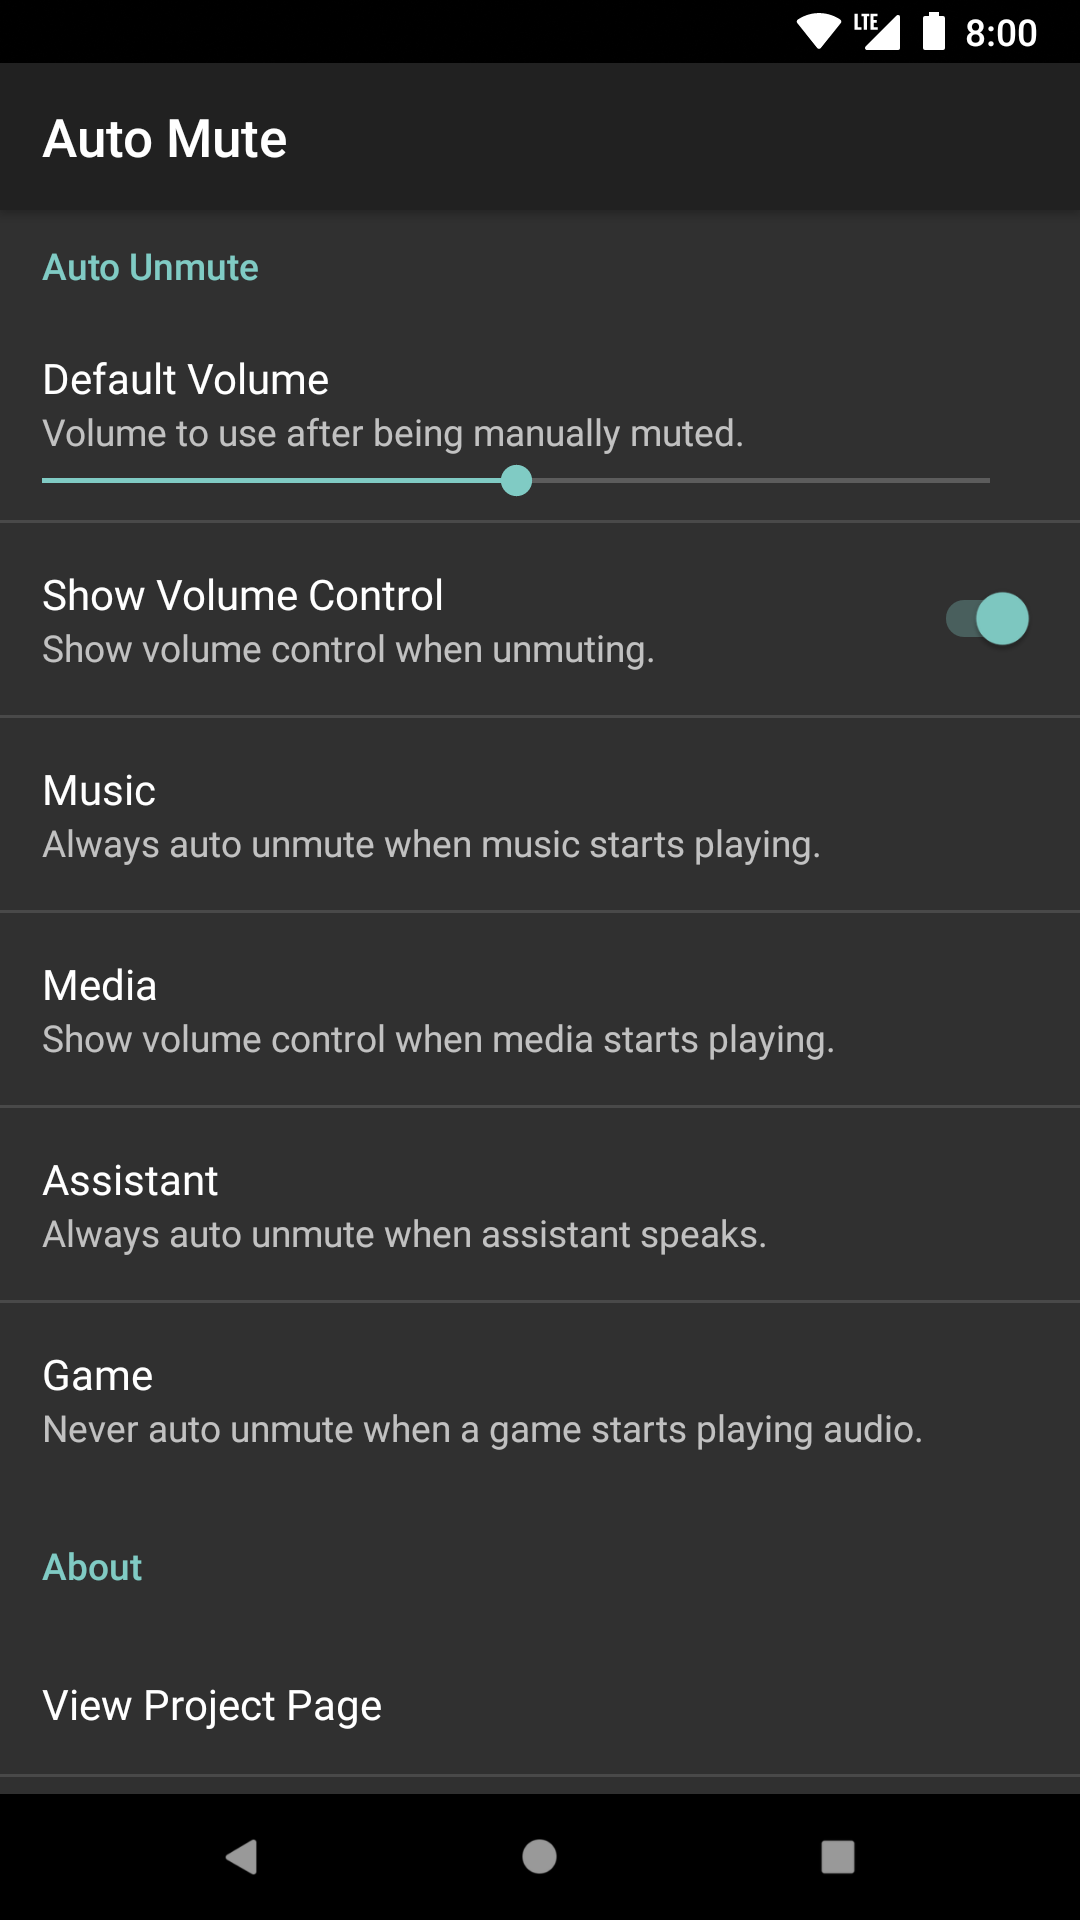 LTE 8:00
Auto Mute
Auto Unmute
Default Volume
Volume to use after being manually muted.
Show Volume Control
Show volume control when unmuting.
Music
Always auto unmute when music starts playing.
Media
Show volume control when media starts playing.
Assistant
Always auto unmute when assistant speaks.
Game
Never auto unmute when a game starts playing audio.
About
View Project Page